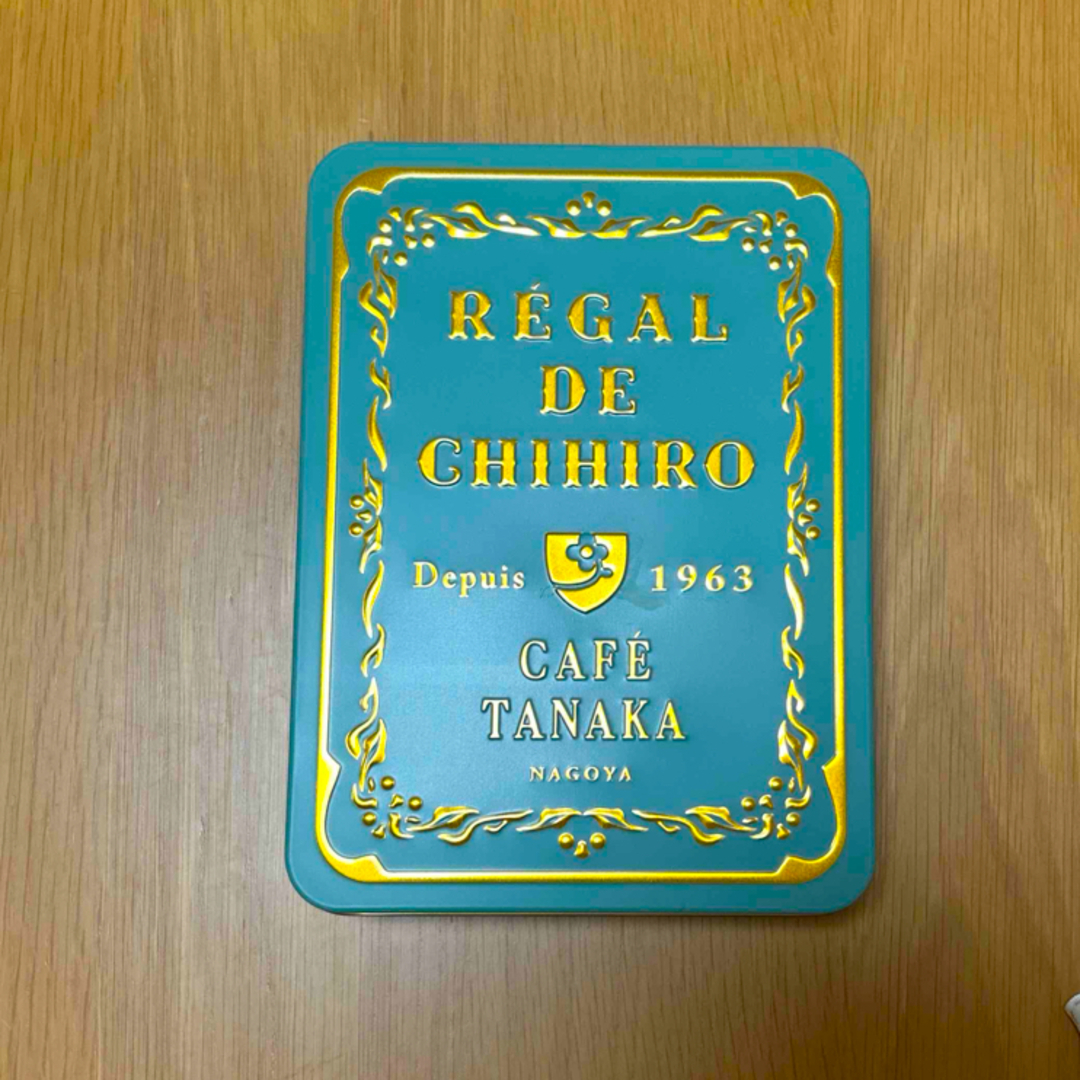 RÉGAL
DE
CHIHIRO
Depuis 1963
CAFÉ
TANAKA
NAGOYA